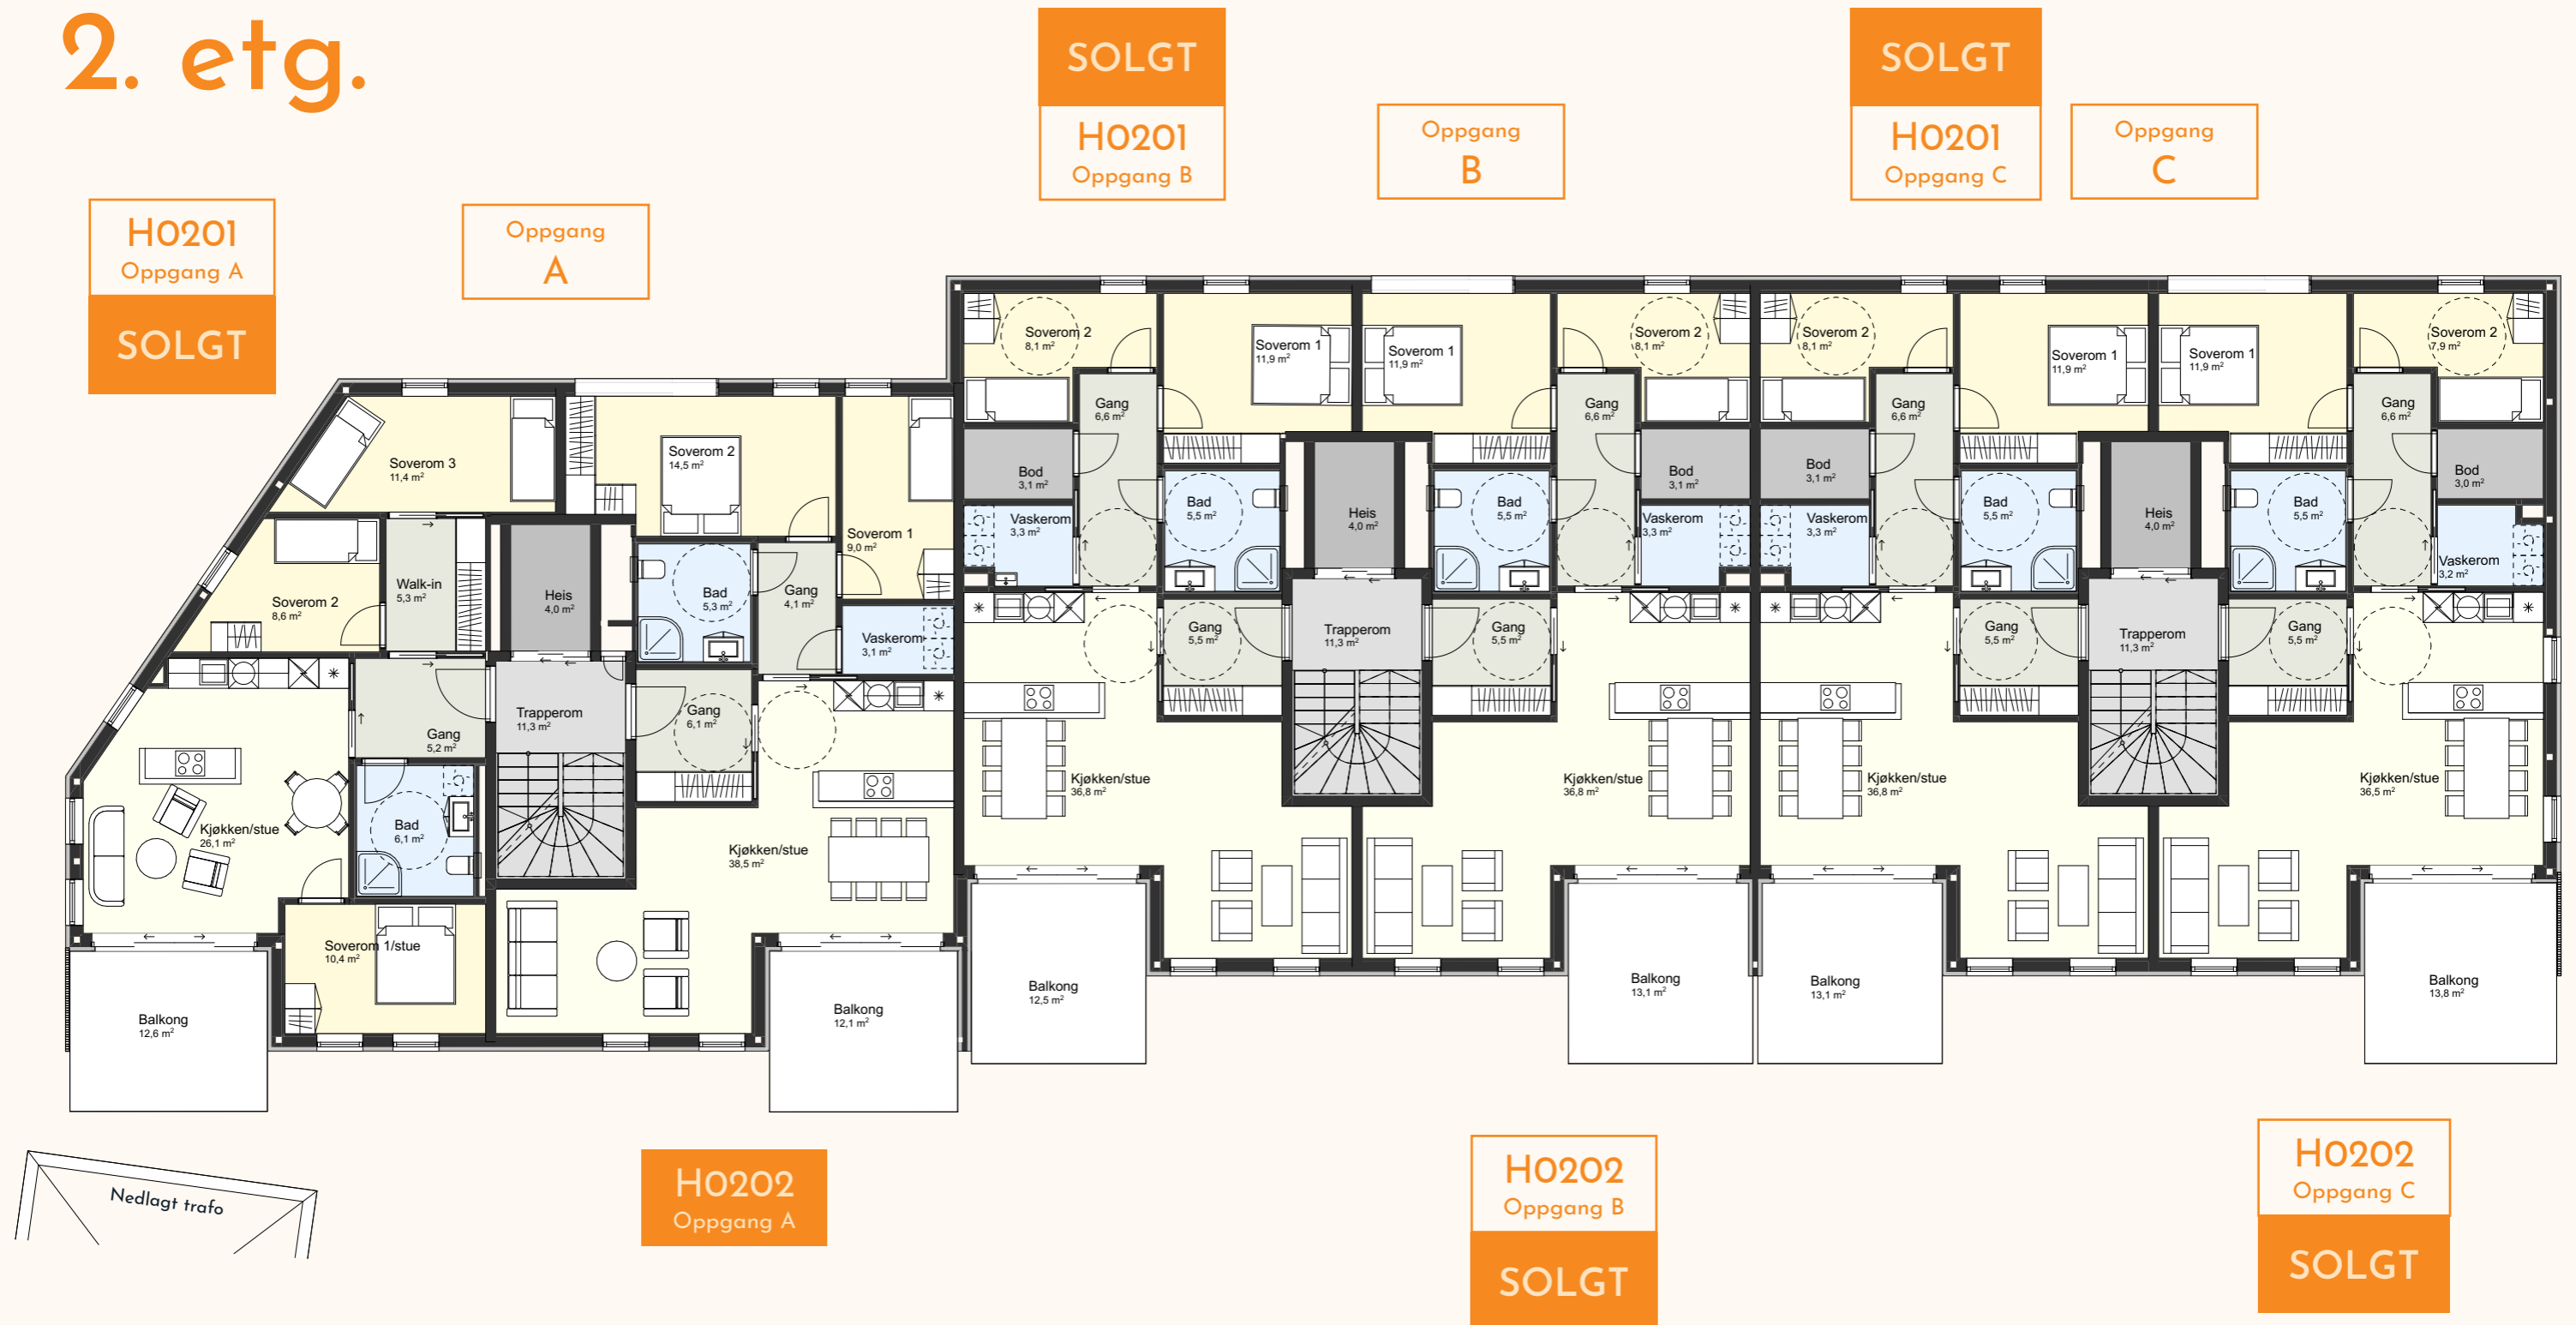 2. etg.
SOLGT
H0201
Oppgang B
Oppgang
B
SOLGT
H0201
Oppgang C
Oppgang
C
H0201
Oppgang A
SOLGT
Oppgang
A
Soverom 3
11,4 m²
Soverom 2
14,5 m²
Soverom 1
9,0 m²
Soverom 2
8,6 m²
Walk-in
5,3 m²
Heis
4,0 m²
Bad
5,3 m²
Gang
4,1 m²
Vaskerom
3,1 m²
Gang
5,2 m²
Trapperom
11,3 m²
Gang
6,1 m²
Kjøkken/stue
26,1 m²
Bad
6,1 m²
Kjøkken/stue
38,5 m²
Soverom 1/stue
10,4 m²
Balkong
12,6 m²
Balkong
12,1 m²
Soverom 2
8,1 m²
Soverom 1
11,9 m²
Gang
6,6 m²
Bod
3,1 m²
Vaskerom
3,3 m²
Bad
5,5 m²
Gang
5,5 m²
Kjøkken/stue
36,8 m²
Balkong
12,5 m²
Heis
4,0 m²
Trapperom
11,3 m²
Soverom 1
11,9 m²
Soverom 2
8,1 m²
Gang
6,6 m²
Bod
3,1 m²
Bad
5,5 m²
Vaskerom
3,3 m²
Gang
5,5 m²
Kjøkken/stue
36,8 m²
Balkong
13,1 m²
Soverom 2
8,1 m²
Soverom 1
11,9 m²
Gang
6,6 m²
Bod
3,1 m²
Vaskerom
3,3 m²
Bad
5,5 m²
Gang
5,5 m²
Kjøkken/stue
36,8 m²
Balkong
13,1 m²
Heis
4,0 m²
Trapperom
11,3 m²
Soverom 1
11,9 m²
Soverom 2
7,9 m²
Gang
6,6 m²
Bod
3,0 m²
Bad
5,5 m²
Vaskerom
3,2 m²
Gang
5,5 m²
Kjøkken/stue
36,5 m²
Balkong
13,8 m²
Nedlagt trafo
H0202
Oppgang A
H0202
Oppgang B
SOLGT
H0202
Oppgang C
SOLGT